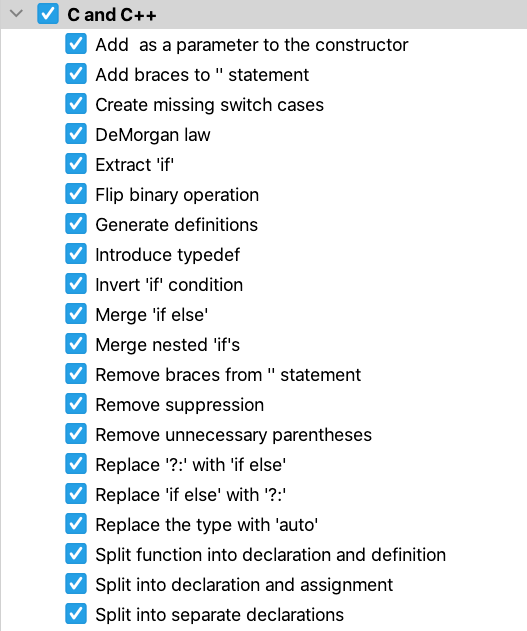 C and C++
Add  as a parameter to the constructor
Add braces to '' statement
Create missing switch cases
DeMorgan law
Extract 'if'
Flip binary operation
Generate definitions
Introduce typedef
Invert 'if' condition
Merge 'if else'
Merge nested 'if's
Remove braces from '' statement
Remove suppression
Remove unnecessary parentheses
Replace '?:' with 'if else'
Replace 'if else' with '?:'
Replace the type with 'auto'
Split function into declaration and definition
Split into declaration and assignment
Split into separate declarations